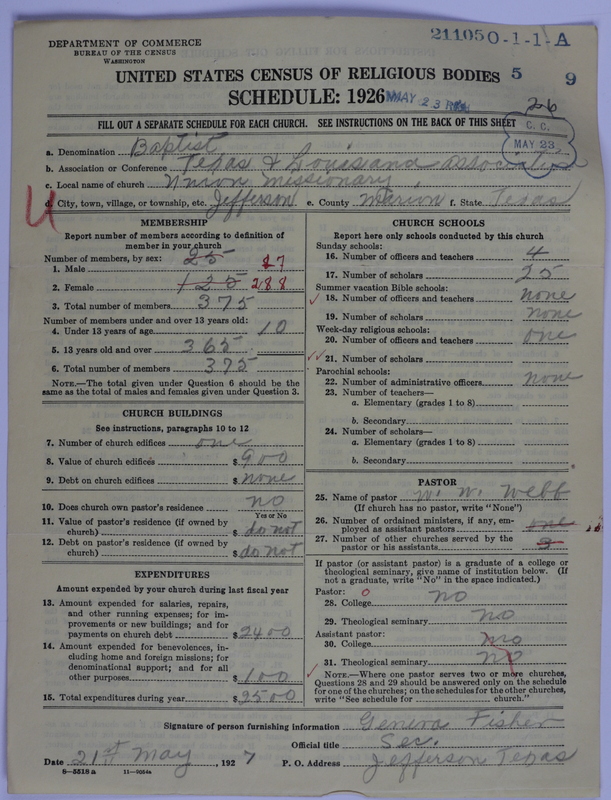 211050-1-1-A
DEPARTMENT OF COMMERCE
BUREAU OF THE CENSUS
WASHINGTON
UNITED STATES CENSUS OF RELIGIOUS BODIES 5 9
SCHEDULE: 1926 MAY 23
26
FILL OUT A SEPARATE SCHEDULE FOR EACH CHURCH. SEE INSTRUCTIONS ON THE BACK OF THIS SHEET
C. C.
MAY 23
a. Denomination Baptist
b. Association or Conference Texas & Louisiana Association
c. Local name of church Union Missionary
d. City, town, village, or township, etc. Jefferson e. County Marion f. State Texas
MEMBERSHIP
Report number of members according to definition of
member in your church
Number of members, by sex:
1. Male 25 87
2. Female 125 288
3. Total number of members 375
Number of members under and over 13 years old:
4. Under 13 years of age 10
5. 13 years old and over 365
6. Total number of members 375
NOTE.—The total given under Question 6 should be the
same as the total of males and females given under Question 3.
CHURCH BUILDINGS
See instructions, paragraphs 10 to 12
7. Number of church edifices one
8. Value of church edifices $ 900
9. Debt on church edifices $ none
10. Does church own pastor's residence no
Yes or No
11. Value of pastor's residence (if owned by
church) $ do not
12. Debt on pastor's residence (if owned by
church) $ do not
EXPENDITURES
Amount expended by your church during last fiscal year
13. Amount expended for salaries, repairs,
and other running expenses; for im-
provements or new buildings; and for
payments on church debt $ 2400
14. Amount expended for benevolences, in-
cluding home and foreign missions; for
denominational support; and for all
other purposes $ 100
15. Total expenditures during year $ 2500
CHURCH SCHOOLS
Report here only schools conducted by this church
Sunday schools:
16. Number of officers and teachers 4
17. Number of scholars 25
Summer vacation Bible schools:
18. Number of officers and teachers none
19. Number of scholars none
Week-day religious schools:
20. Number of officers and teachers one
21. Number of scholars
Parochial schools:
22. Number of administrative officers none
23. Number of teachers—
a. Elementary (grades 1 to 8)
b. Secondary
24. Number of scholars—
a. Elementary (grades 1 to 8)
b. Secondary
PASTOR
25. Name of pastor W. W. Webb
(If church has no pastor, write "None")
26. Number of ordained ministers, if any, em-
ployed as assistant pastors one
27. Number of other churches served by the
pastor or his assistants 3
If pastor (or assistant pastor) is a graduate of a college or
theological seminary, give name of institution below. (If
not a graduate, write "No" in the space indicated.)
Pastor: 0
28. College no
29. Theological seminary no
Assistant pastor:
30. College no
31. Theological seminary no
NOTE.—Where one pastor serves two or more churches,
Questions 28 and 29 should be answered only on the schedule
for one of the churches; on the schedules for the other churches,
write "See schedule for church."
Signature of person furnishing information Geneva Fisher
Official title Sec.
Date 21st May, 1927 P. O. Address Jefferson Texas
8-5518a 11-9054a